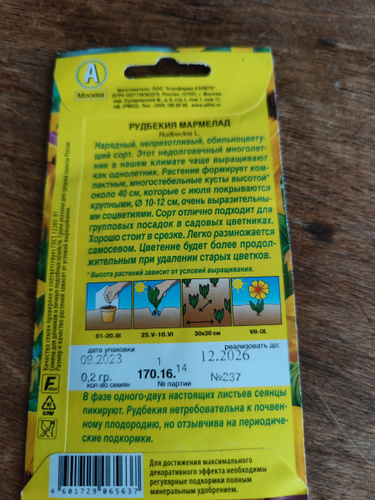 А
Москва
РУДБЕКИЯ МАРМЕЛАД
Rudbeckia L.
Нарядный, неприхотливый, обильноцвету-
щий сорт. Этот недолговечный многолет-
ник в нашем климате чаще выращивают
как однолетник. Растение формирует ком-
пактные, многостебельные кусты высотой*
около 40 см, которые с июля покрываются
крупными, Ø 10-12 см, очень выразительны-
ми соцветиями. Сорт отлично подходит для
групповых посадок в садовых цветниках.
Хорошо стоит в срезке. Легко размножается
самосевом. Цветение будет более продол-
жительным при удалении старых цветков.
* Высота растений зависит от условий выращивания.
01-20.III
25.V-10.VI
30х30 см
VII-IX
дата упаковки
09.2023
1
реализовать до:
12.2026
0,2 гр.
170.16.14
№237
кол-во семян
№ партии
В фазе одного-двух настоящих листьев сеянцы
пикируют. Рудбекия нетребовательна к почвен-
ному плодородию, но отзывчива на периодичес-
кие подкормки.
Для достижения максимального
декоративного эффекта необходимы
регулярные подкормки полным
минеральным удобрением.
4 601729 065637